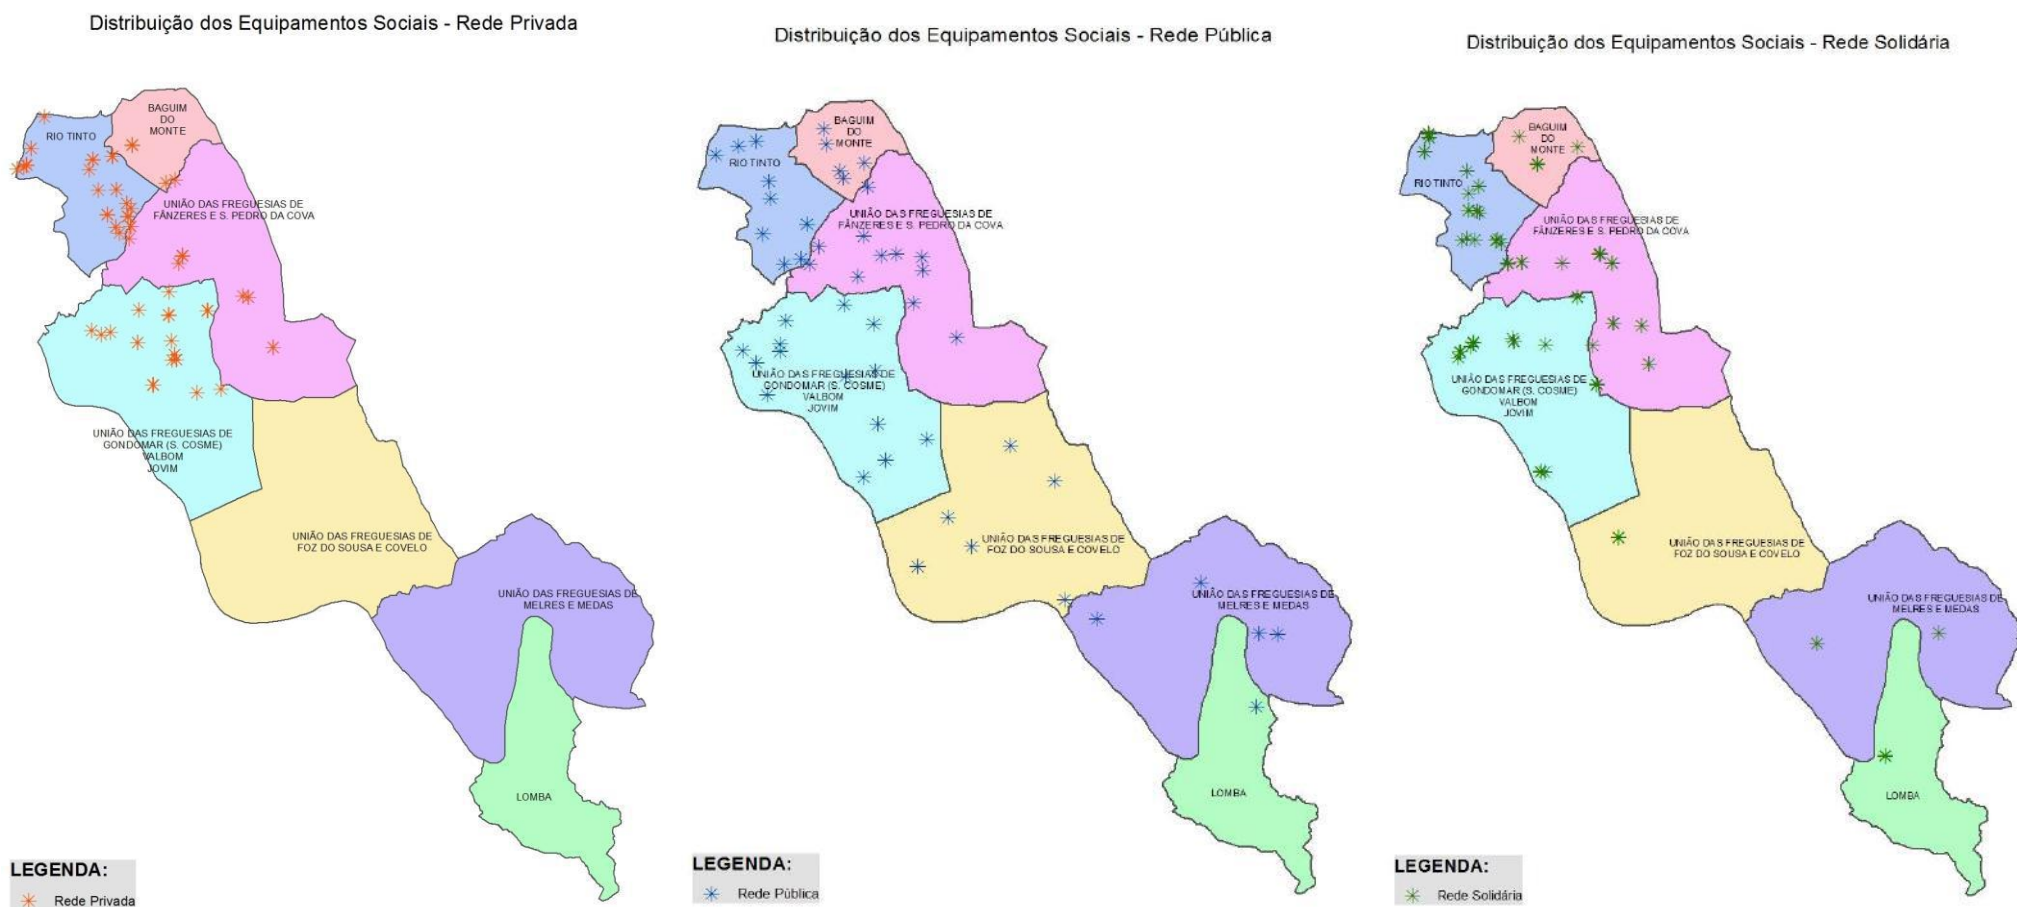 Distribuição dos Equipamentos Sociais - Rede Privada
BAGUIM
DO
MONTE
RIO TINTO
UNIÃO DAS FREGUESIAS DE
FÂNZERES E S. PEDRO DA COVA
UNIÃO DAS FREGUESIAS DE
GONDOMAR (S. COSME)
VALBOM
JOVIM
UNIÃO DAS FREGUESIAS DE
FOZ DO SOUSA E COVELO
UNIÃO DAS FREGUESIAS DE
MELRES E MEDAS
LOMBA
LEGENDA:
Rede Privada
Distribuição dos Equipamentos Sociais - Rede Pública
BAGUIM
DO
MONTE
RIO TINTO
UNIÃO DAS FREGUESIAS DE
FÂNZERES E S. PEDRO DA COVA
UNIÃO DAS FREGUESIAS DE
GONDOMAR (S. COSME)
VALBOM
JOVIM
UNIÃO DAS FREGUESIAS DE
FOZ DO SOUSA E COVELO
UNIÃO DAS FREGUESIAS DE
MELRES E MEDAS
LOMBA
LEGENDA:
Rede Pública
Distribuição dos Equipamentos Sociais - Rede Solidária
BAGUIM
DO
MONTE
RIO TINTO
UNIÃO DAS FREGUESIAS DE
FÂNZERES E S. PEDRO DA COVA
UNIÃO DAS FREGUESIAS DE
GONDOMAR (S. COSME)
VALBOM
JOVIM
UNIÃO DAS FREGUESIAS DE
FOZ DO SOUSA E COVELO
UNIÃO DAS FREGUESIAS DE
MELRES E MEDAS
LOMBA
LEGENDA:
Rede Solidária